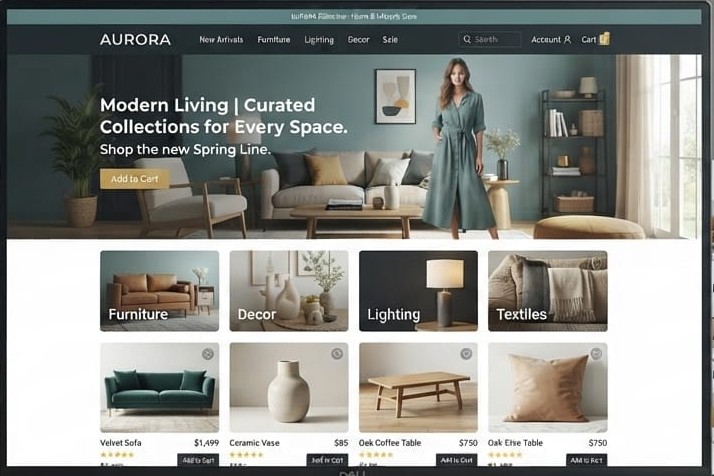 AURORA
New Arrivals
Furniture
Lighting
Decor
Sale
Search
Account
Cart
Modern Living | Curated
Collections for Every Space.
Shop the new Spring Line.
Add to Cart
Furniture
Decor
Lighting
Textiles
Velvet Sofa $1,499
Ceramic Vase $85
Oek Coffee Table $750
$750
Add to Cart
DELL